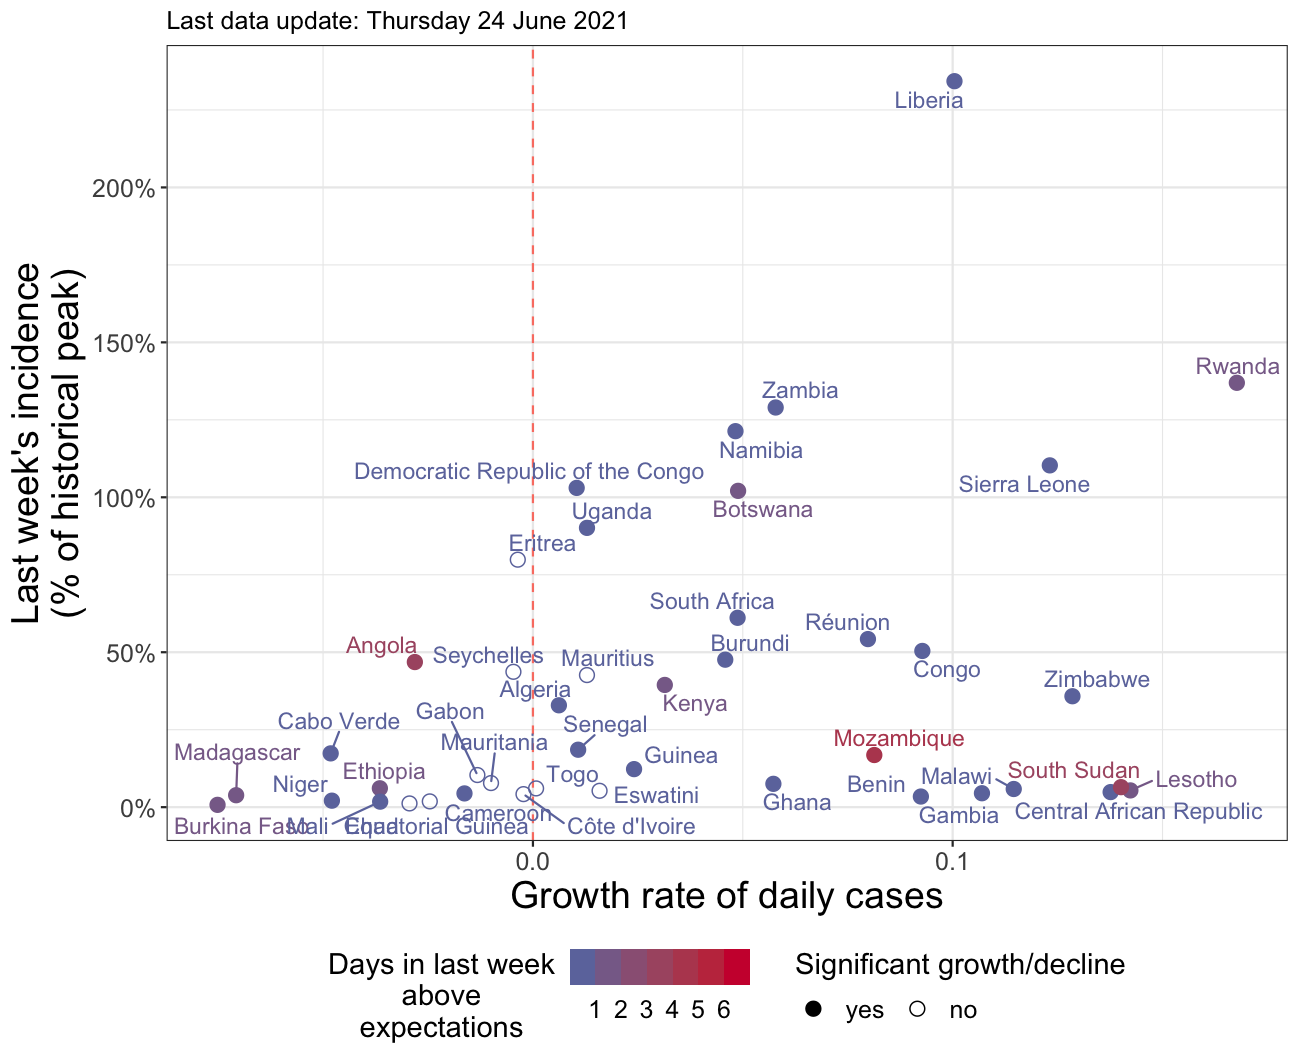 Last data update: Thursday 24 June 2021
Last week's incidence
(% of historical peak)
200%
150%
100%
50%
0%
Liberia
Rwanda
Zambia
Namibia
Democratic Republic of the Congo
Sierra Leone
Botswana
Uganda
Eritrea
South Africa
Réunion
Burundi
Angola
Seychelles
Mauritius
Congo
Zimbabwe
Algeria
Kenya
Gabon
Cabo Verde
Senegal
Mauritania
Mozambique
Madagascar
Guinea
Ethiopia
Togo
Niger
Benin
Malawi
South Sudan
Lesotho
Eswatini
Ghana
Cameroon
Gambia
Central African Republic
Burkina Faso
Mali
Chad
Equatorial Guinea
Côte d'Ivoire
0.0
0.1
Growth rate of daily cases
Days in last week
above
expectations
1 2 3 4 5 6
Significant growth/decline
yes
no